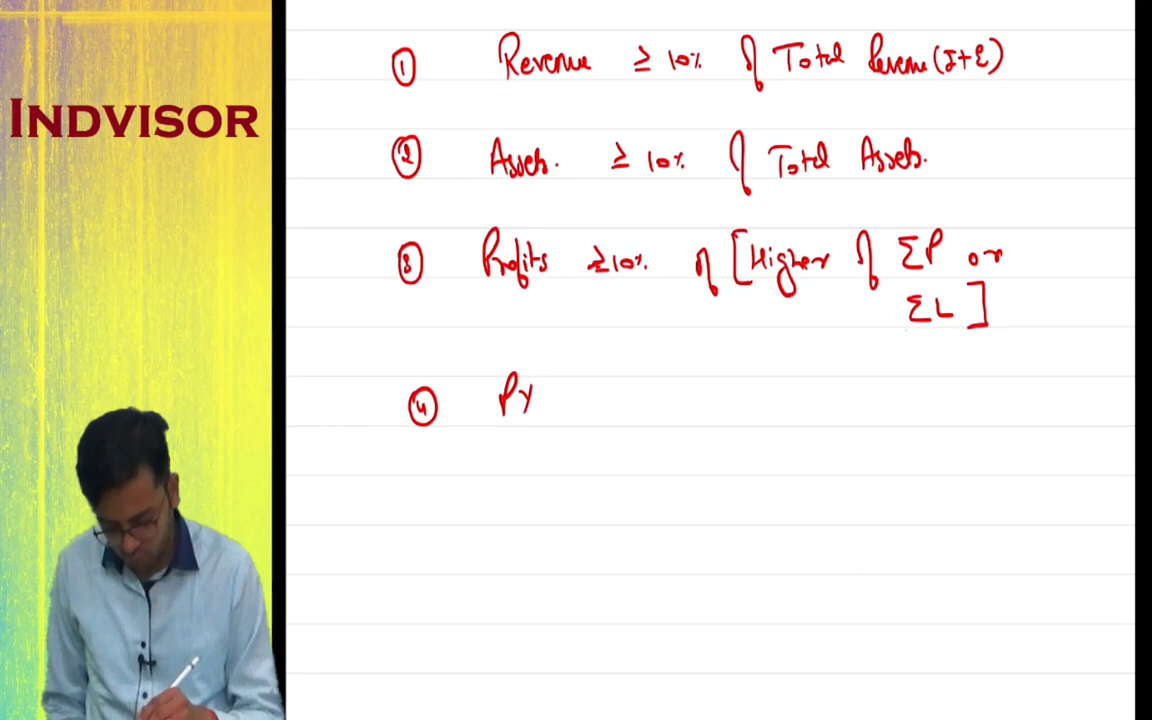 INDVISOR
① Revenue ≥ 10% of Total Revenue (I+E)
② Assets. ≥ 10% of Total Assets.
③ Profits ≥ 10% of [Higher of ΣP or
ΣL]
④ PY